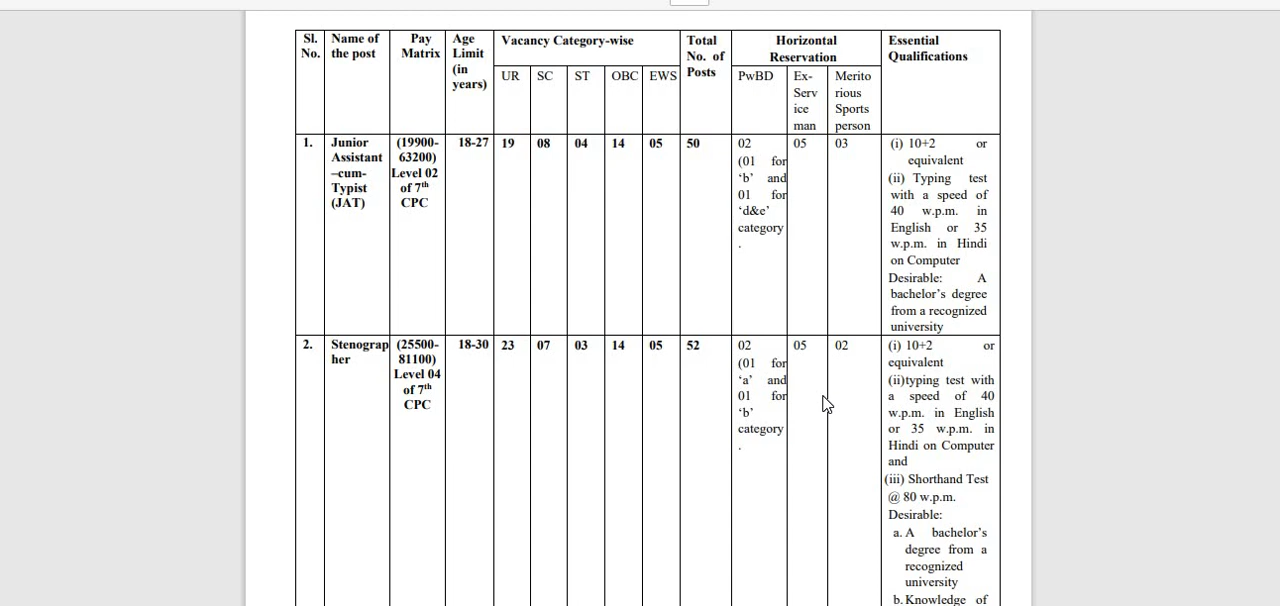 Sl. No. Name of the post Pay Matrix Age Limit (in years) Vacancy Category-wise Total No. of Posts Horizontal Reservation Essential Qualifications
UR SC ST OBC EWS PwBD Ex-Serv ice man Merito rious Sports person
1. Junior Assistant –cum- Typist (JAT) (19900-63200) Level 02 of 7th CPC 18-27 19 08 04 14 05 50 02 (01 for ‘b’ and 01 for ‘d&e’ category . 05 03
(i) 10+2 or
equivalent
(ii) Typing test
with a speed of
40 w.p.m. in
English or 35
w.p.m. in Hindi
on Computer
Desirable: A
bachelor’s degree
from a recognized
university
2. Stenograp her (25500-81100) Level 04 of 7th CPC 18-30 23 07 03 14 05 52 02 (01 for ‘a’ and 01 for ‘b’ category . 05 02
(i) 10+2 or
equivalent
(ii)typing test with
a speed of 40
w.p.m. in English
or 35 w.p.m. in
Hindi on Computer
and
(iii) Shorthand Test
@ 80 w.p.m.
Desirable:
a. A bachelor’s
degree from a
recognized
university
b. Knowledge of